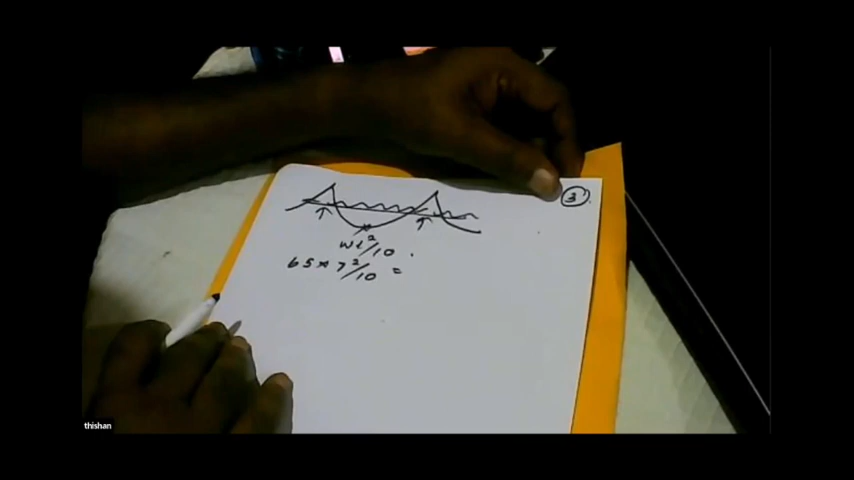 3
wl²/10.
65 x 7²/10 =
thishan